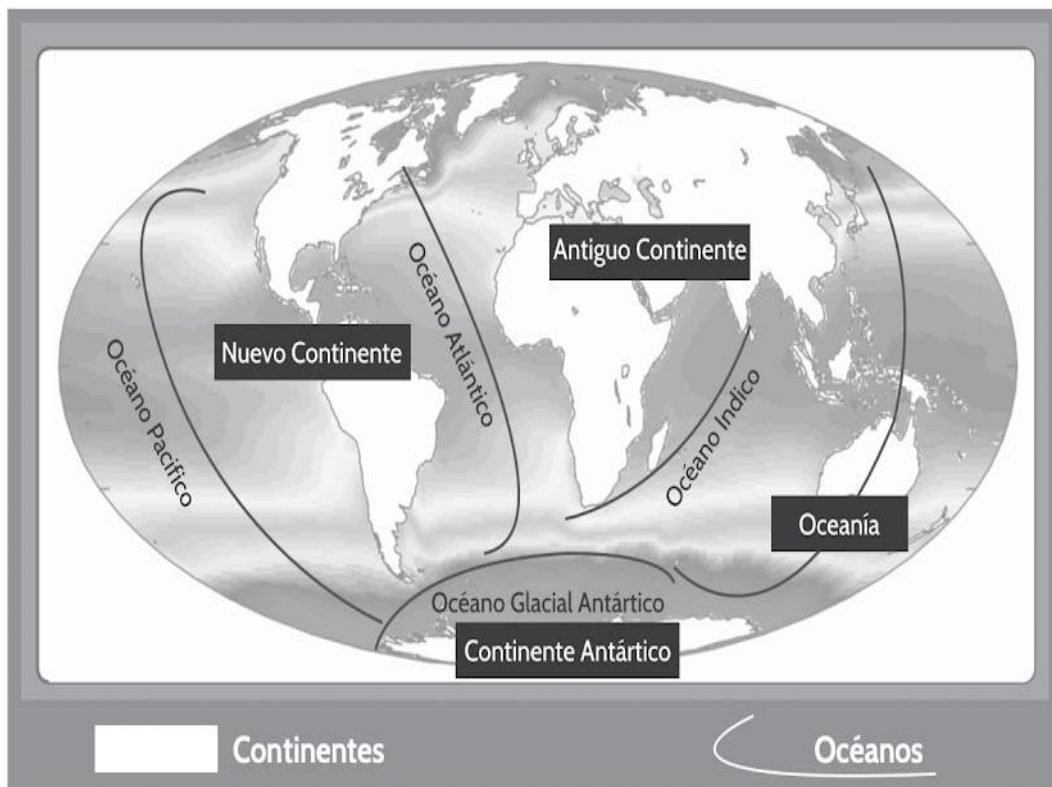 Antiguo Continente
Océano Atlántico
Nuevo Continente
Océano Pacifico
Océano Indico
Oceanía
Océano Glacial Antártico
Continente Antártico
Continentes
Océanos